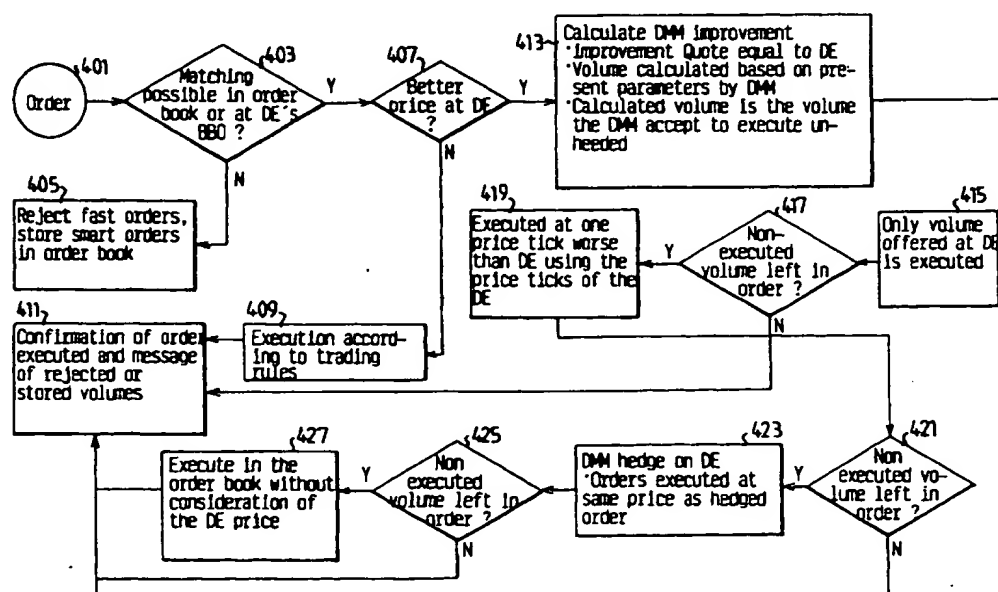 401
Order
403
Matching
possible in order
book or at DE's
BBO ?
Y
N
405
Reject fast orders,
store smart orders
in order book
407
Better
price at DE
?
Y
N
413
Calculate DMM improvement
·Improvement Quote equal to DE
·Volume calculated based on pre-
sent parameters by DMM
·Calculated volume is the volume
the DMM accept to execute un-
heeded
415
Only volume
offered at DE
is executed
417
Non-
executed
volume left in
order ?
Y
N
419
Executed at one
price tick worse
than DE using the
price ticks of the
DE
409
Execution accord-
ing to trading
rules
411
Confirmation of order
executed and message
of rejected or
stored volumes
421
Non
executed vo-
lume left in
order ?
Y
N
423
DMM hedge on DE
·Orders executed at
same price as hedged
order
425
Non
executed
volume left in
order ?
Y
N
427
Execute in the
order book without
consideration of
the DE price